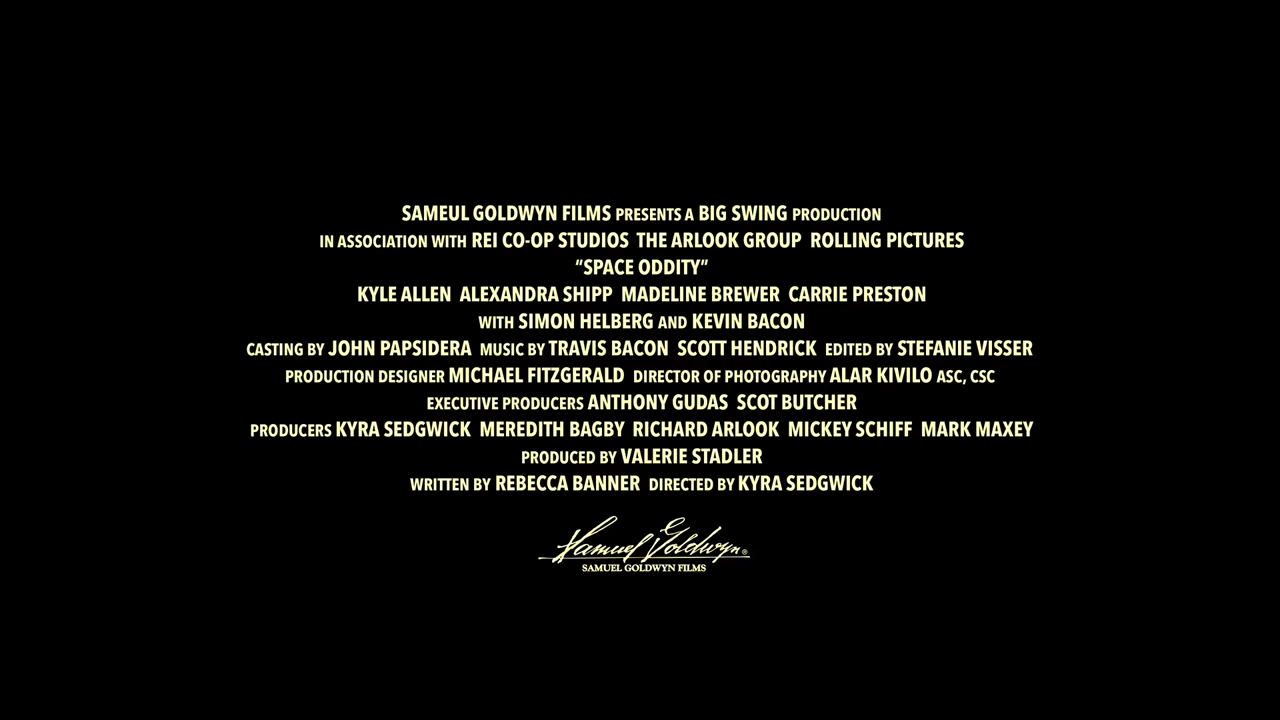 SAMEUL GOLDWYN FILMS PRESENTS A BIG SWING PRODUCTION
IN ASSOCIATION WITH REI CO-OP STUDIOS THE ARLOOK GROUP ROLLING PICTURES
"SPACE ODDITY"
KYLE ALLEN ALEXANDRA SHIPP MADELINE BREWER CARRIE PRESTON
WITH SIMON HELBERG AND KEVIN BACON
CASTING BY JOHN PAPSIDERA MUSIC BY TRAVIS BACON SCOTT HENDRICK EDITED BY STEFANIE VISSER
PRODUCTION DESIGNER MICHAEL FITZGERALD DIRECTOR OF PHOTOGRAPHY ALAR KIVILO ASC, CSC
EXECUTIVE PRODUCERS ANTHONY GUDAS SCOT BUTCHER
PRODUCERS KYRA SEDGWICK MEREDITH BAGBY RICHARD ARLOOK MICKEY SCHIFF MARK MAXEY
PRODUCED BY VALERIE STADLER
WRITTEN BY REBECCA BANNER DIRECTED BY KYRA SEDGWICK
Samuel Goldwyn®
SAMUEL GOLDWYN FILMS